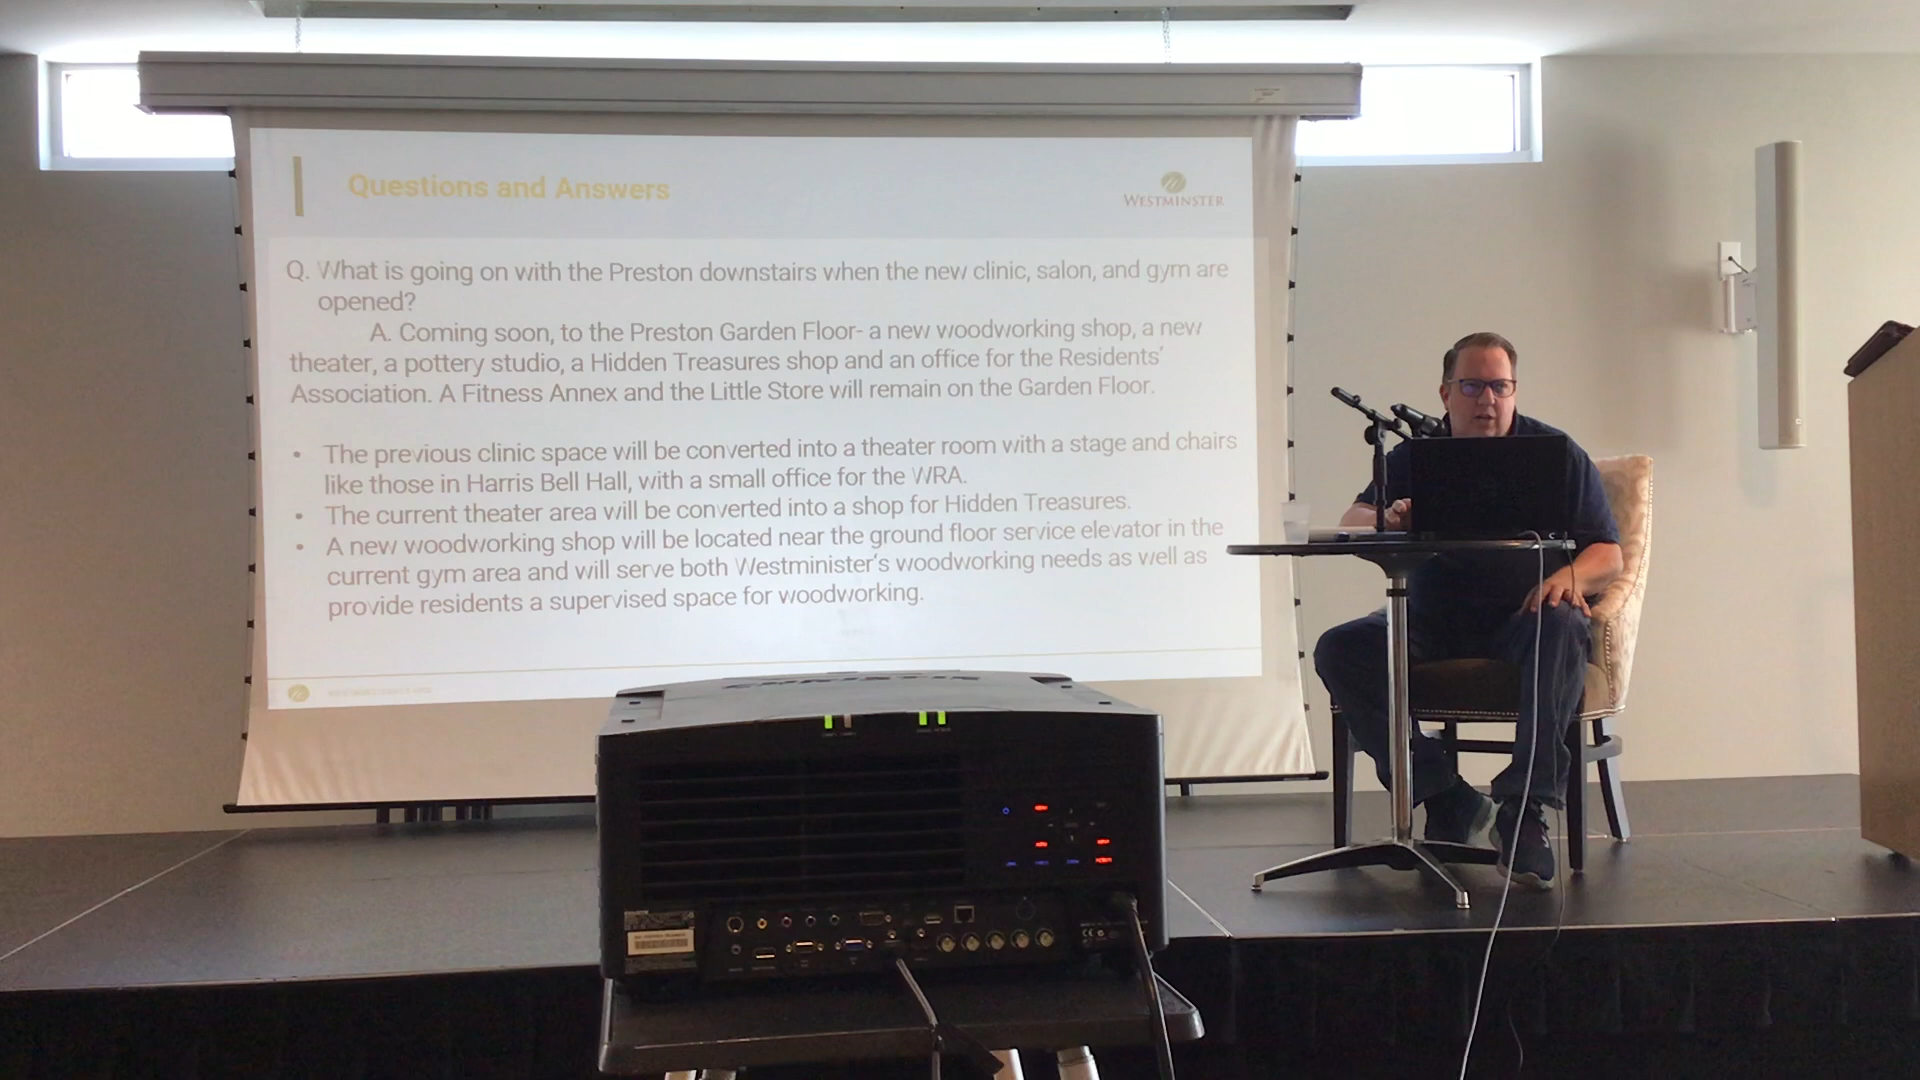 Questions and Answers
WESTMINSTER
Q. What is going on with the Preston downstairs when the new clinic, salon, and gym are
opened?
A. Coming soon, to the Preston Garden Floor- a new woodworking shop, a new
theater, a pottery studio, a Hidden Treasures shop and an office for the Residents'
Association. A Fitness Annex and the Little Store will remain on the Garden Floor.
• The previous clinic space will be converted into a theater room with a stage and chairs
like those in Harris Bell Hall, with a small office for the WRA.
• The current theater area will be converted into a shop for Hidden Treasures.
• A new woodworking shop will be located near the ground floor service elevator in the
current gym area and will serve both Westminister's woodworking needs as well as
provide residents a supervised space for woodworking.
CHRISTIE